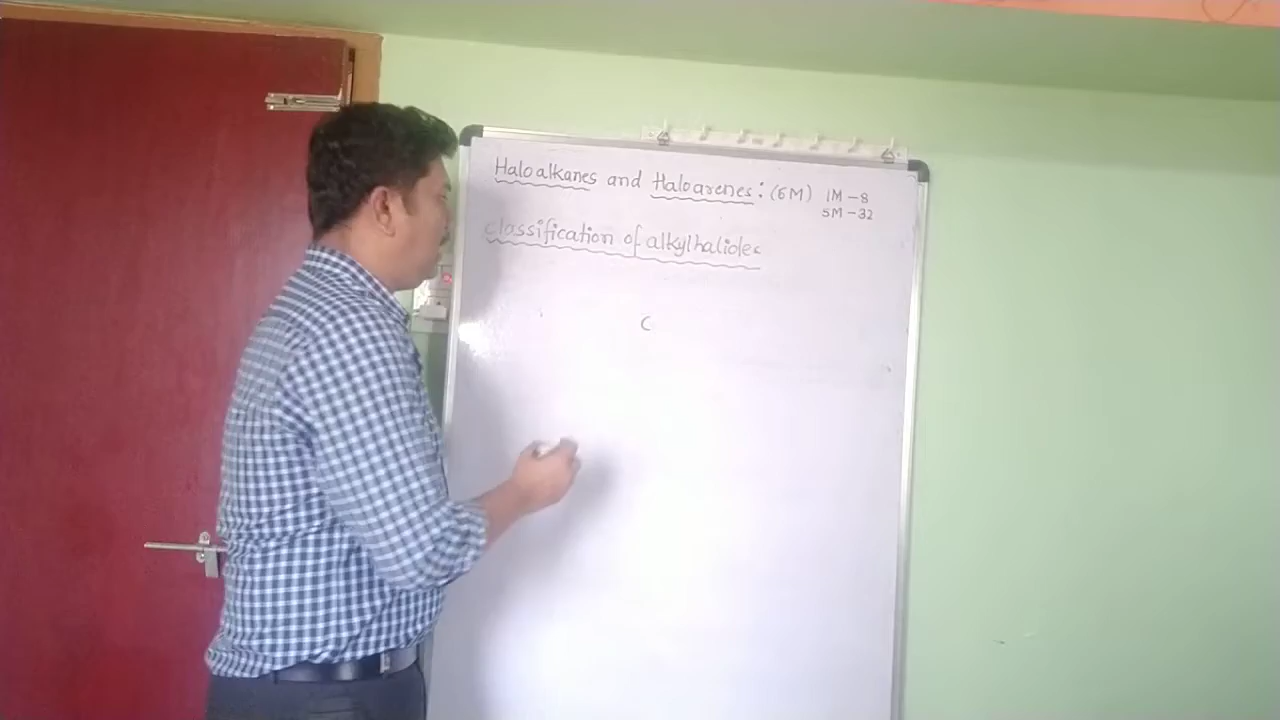 Haloalkanes and Haloarenes : (6M) 1M - 8
5M - 32
classification of alkylhalides
C